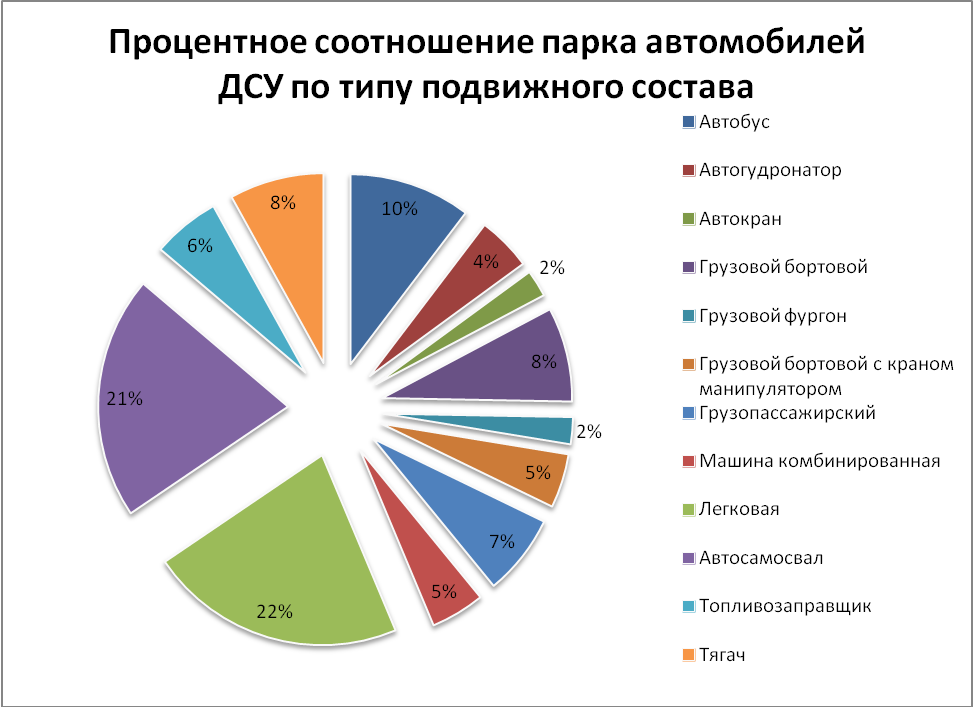 Процентное соотношение парка автомобилей
ДСУ по типу подвижного состава
10%
4%
2%
8%
2%
5%
7%
5%
22%
21%
6%
8%
Автобус
Автогудронатор
Автокран
Грузовой бортовой
Грузовой фургон
Грузовой бортовой с краном
манипулятором
Грузопассажирский
Машина комбинированная
Легковая
Автосамосвал
Топливозаправщик
Тягач